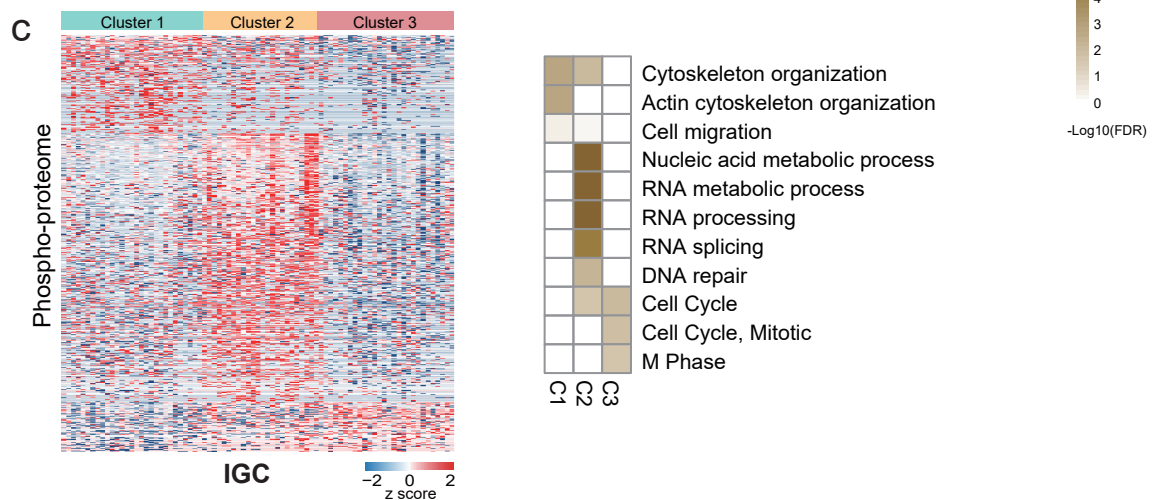 C
Cluster 1 Cluster 2 Cluster 3
Phospho-proteome
IGC
−2 0 2
z score
Cytoskeleton organization
Actin cytoskeleton organization
Cell migration
Nucleic acid metabolic process
RNA metabolic process
RNA processing
RNA splicing
DNA repair
Cell Cycle
Cell Cycle, Mitotic
M Phase
C1 C2 C3
4
3
2
1
0
-Log10(FDR)